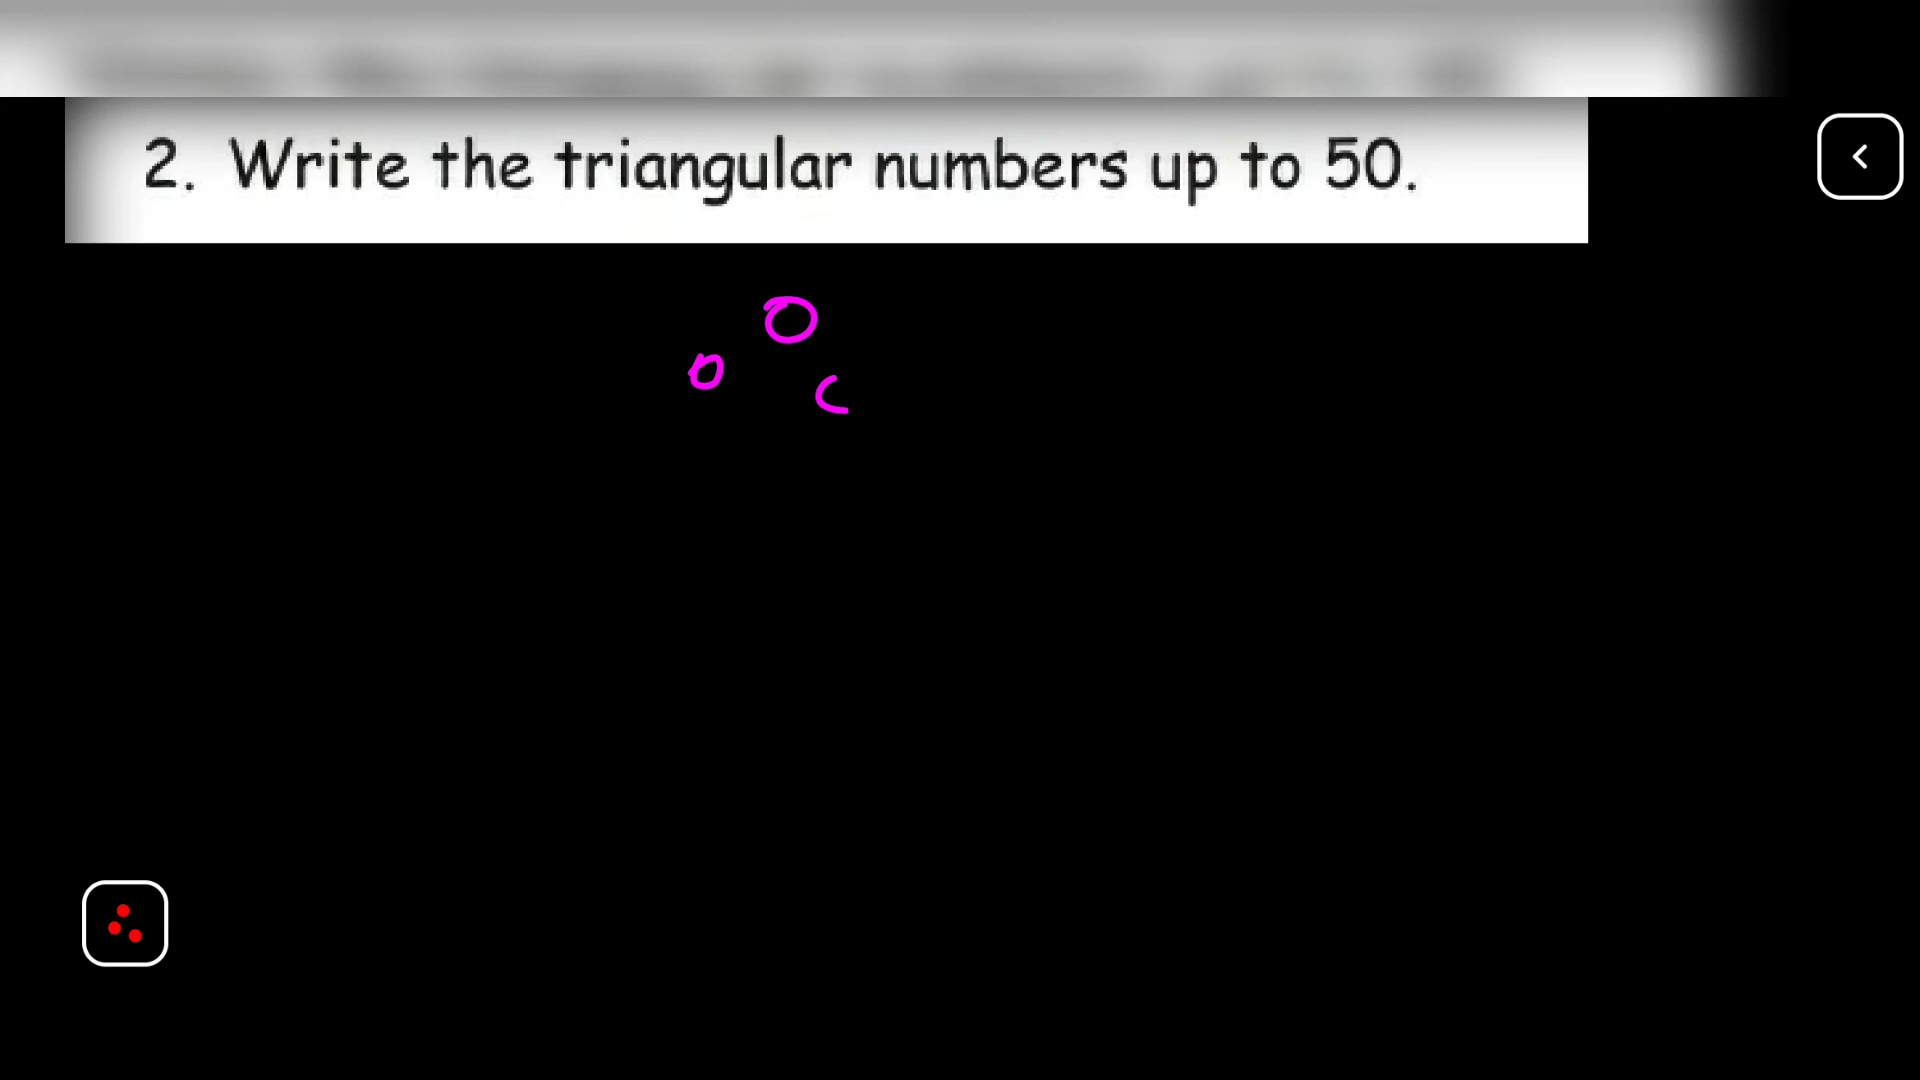 2. Write the triangular numbers up to 50.